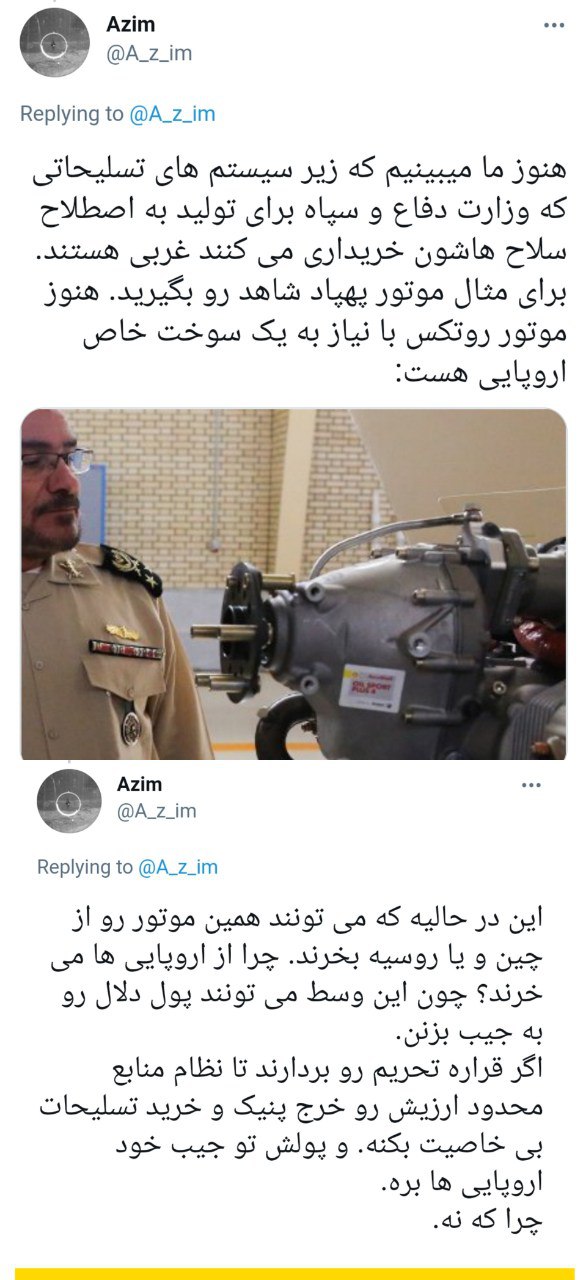 Azim
@A_z_im
Replying to @A_z_im
هنوز ما میبینیم که زیر سیستم های تسلیحاتی
که وزارت دفاع و سپاه برای تولید به اصطلاح
سلاح هاشون خریداری می کنند غربی هستند.
برای مثال موتور پهپاد شاهد رو بگیرید. هنوز
موتور روتکس با نیاز به یک سوخت خاص
اروپایی هست:
OIL SPORT
PLUS 4
Azim
@A_z_im
Replying to @A_z_im
این در حالیه که می تونند همین موتور رو از
چین و یا روسیه بخرند. چرا از اروپایی ها می
خرند؟ چون این وسط می تونند پول دلال رو
به جیب بزنن.
اگر قراره تحریم رو بردارند تا نظام منابع
محدود ارزیش رو خرج پنیک و خرید تسلیحات
بی خاصیت بکنه. و پولش تو جیب خود
اروپایی ها بره.
چرا که نه.